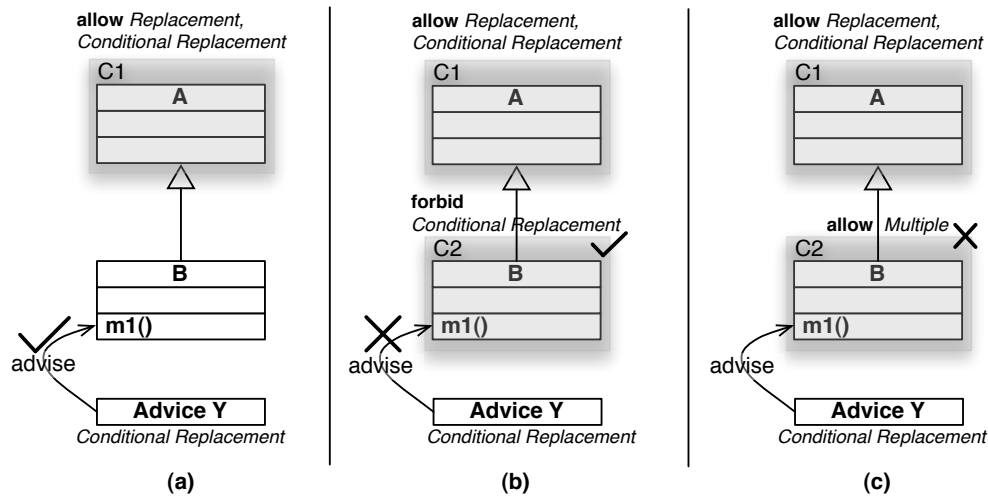 allow Replacement,
Conditional Replacement
C1
A
B
m1()
advise
Advice Y
Conditional Replacement
(a)
allow Replacement,
Conditional Replacement
C1
A
forbid
Conditional Replacement
C2
B
m1()
advise
Advice Y
Conditional Replacement
(b)
allow Replacement,
Conditional Replacement
C1
A
allow Multiple
C2
B
m1()
advise
Advice Y
Conditional Replacement
(c)